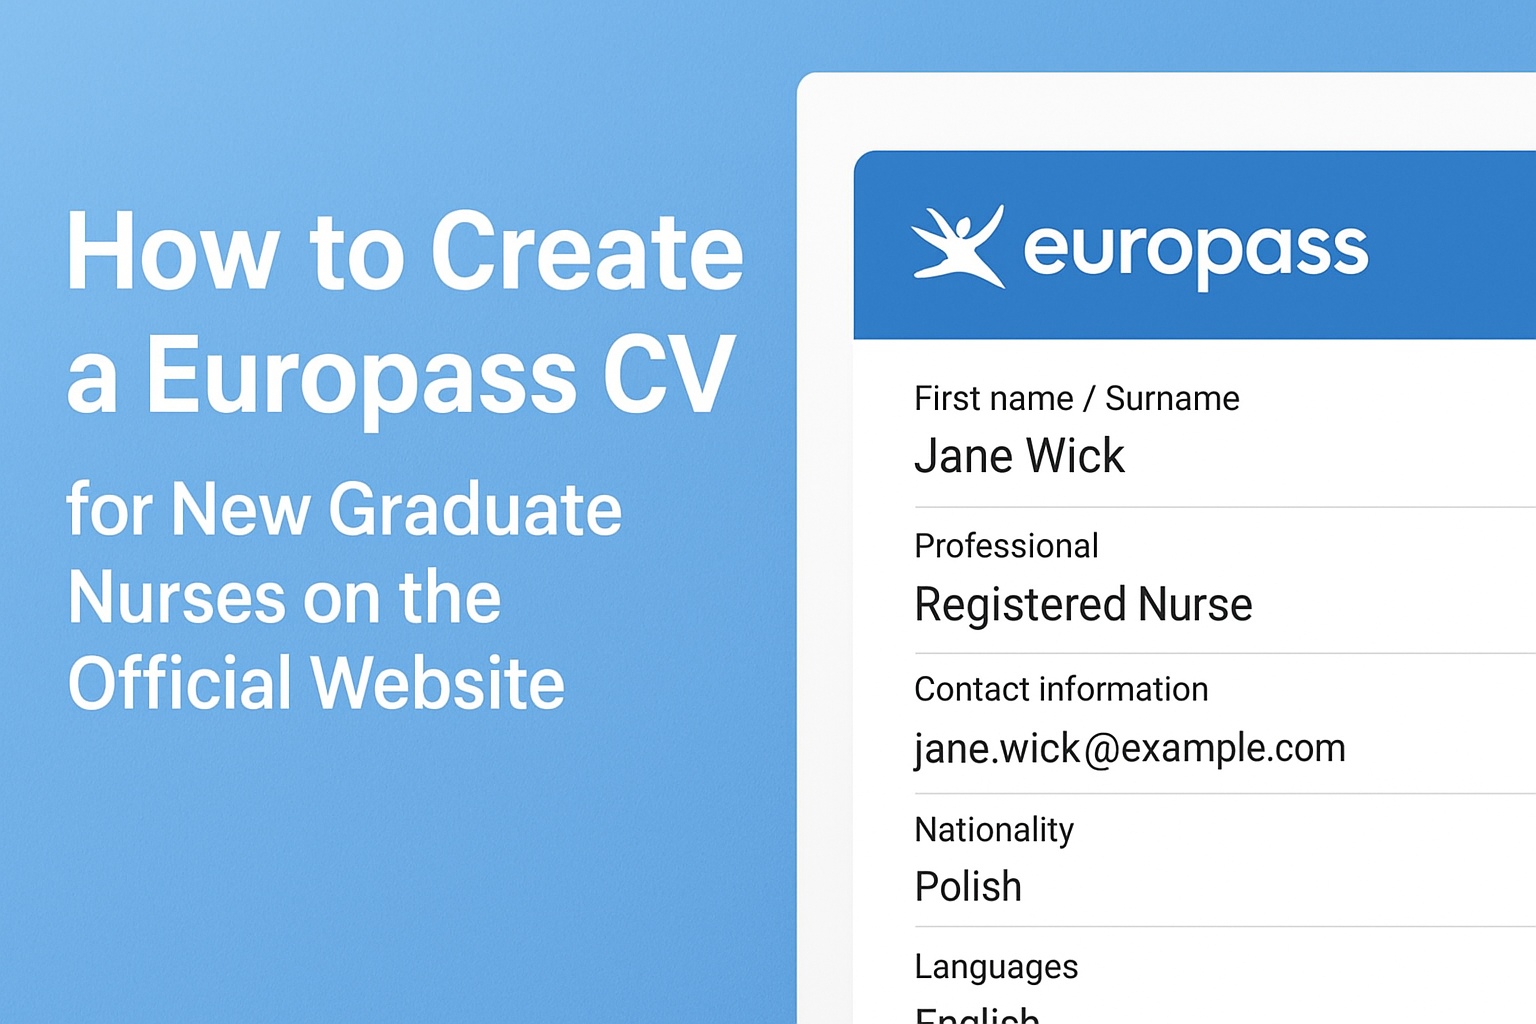 How to Create
a Europass CV
for New Graduate
Nurses on the
Official Website
europass
First name / Surname
Jane Wick
Professional
Registered Nurse
Contact information
jane.wick@example.com
Nationality
Polish
Languages
English